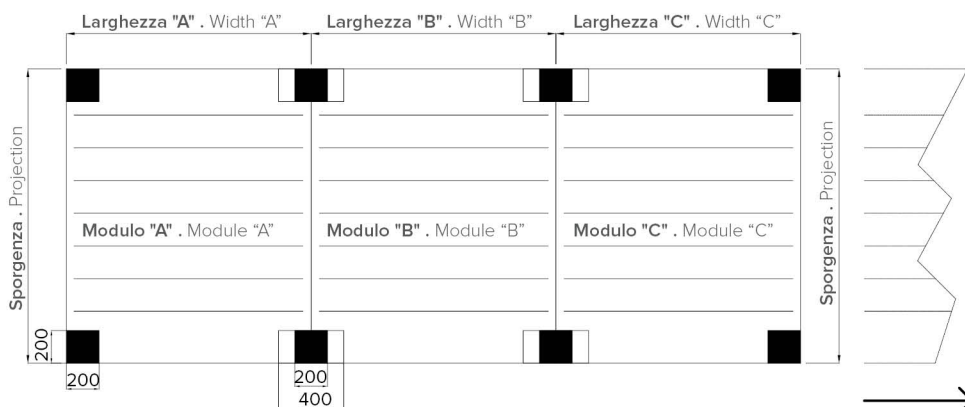 Larghezza "A" . Width “A”
Larghezza "B" . Width “B”
Larghezza "C" . Width “C”
Sporgenza . Projection
Modulo "A" . Module “A”
Modulo "B" . Module “B”
Modulo "C" . Module “C”
Sporgenza . Projection
200
200
200
400